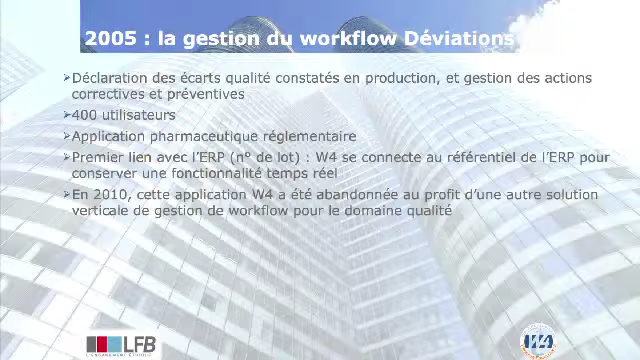 2005 : la gestion du workflow Déviations
Déclaration des écarts qualité constatés en production, et gestion des actions
correctives et préventives
400 utilisateurs
Application pharmaceutique réglementaire
Premier lien avec l'ERP (n° de lot) : W4 se connecte au référentiel de l'ERP pour
conserver une fonctionnalité temps réel
En 2010, cette application W4 a été abandonnée au profit d'une autre solution
verticale de gestion de workflow pour le domaine qualité
LFB
W4